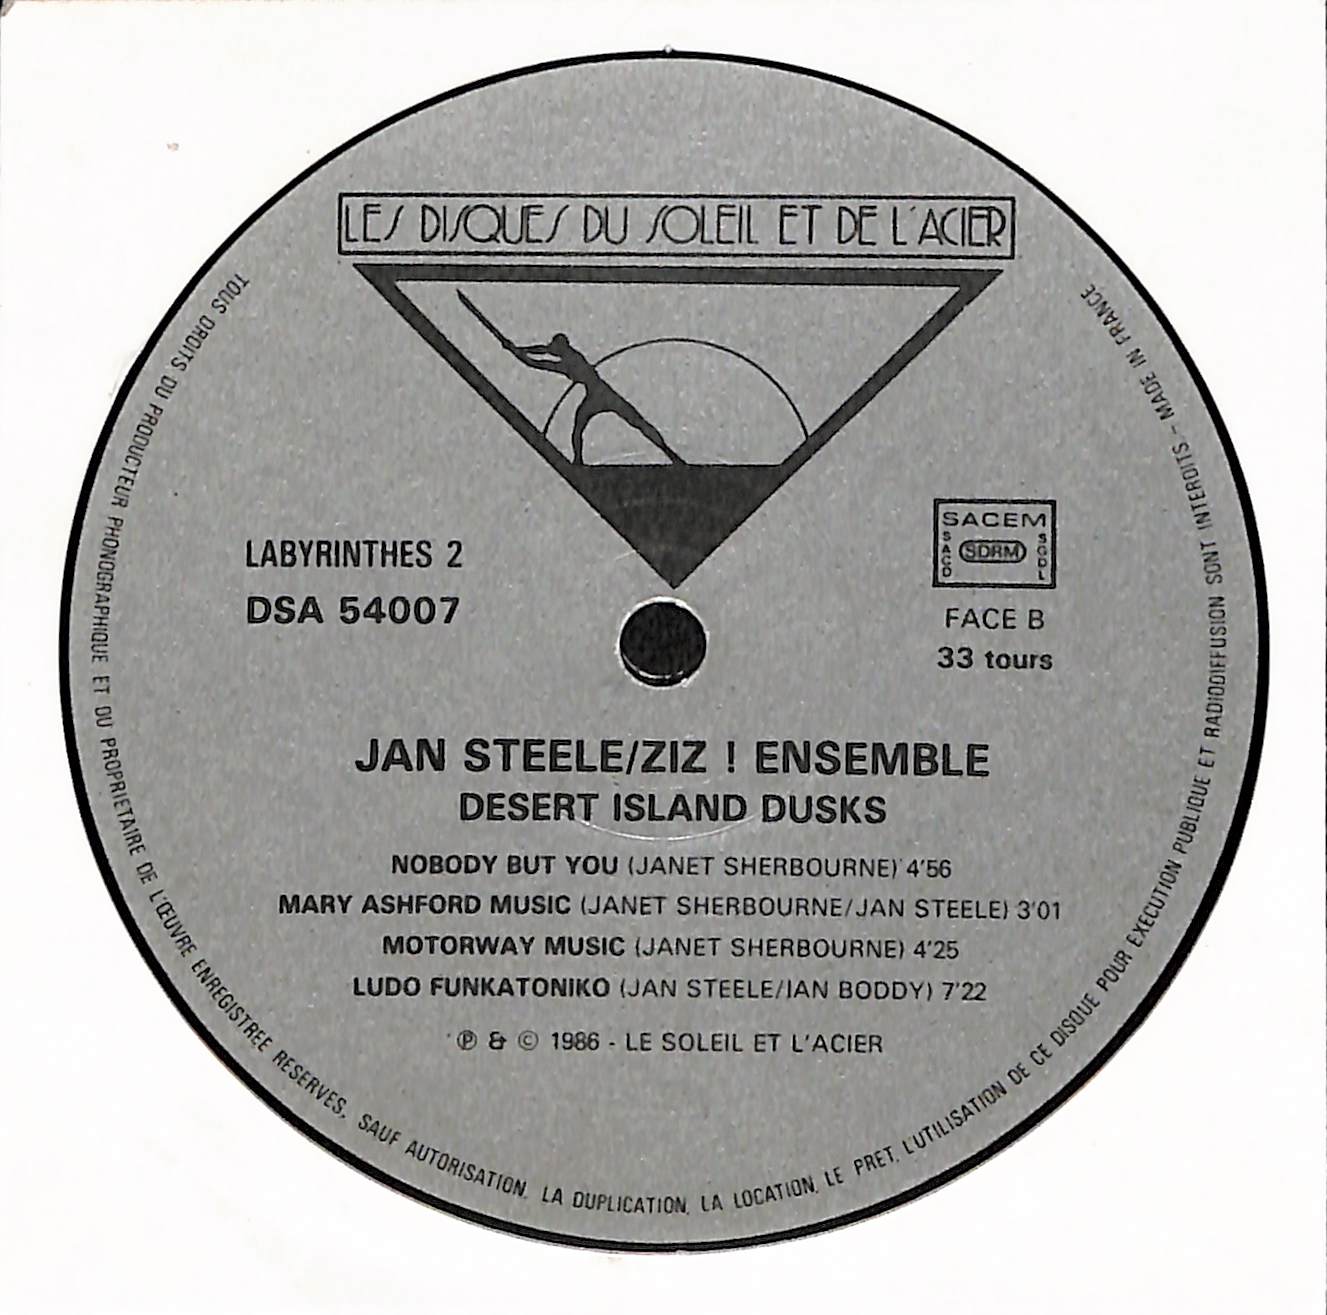 LES DISQUES DU SOLEIL ET DE L'ACIER
LABYRINTHES 2
DSA 54007
SACEM
SACD
SDRM
SGDL
FACE B
33 tours
JAN STEELE/ZIZ ! ENSEMBLE
DESERT ISLAND DUSKS
NOBODY BUT YOU (JANET SHERBOURNE) 4'56
MARY ASHFORD MUSIC (JANET SHERBOURNE/JAN STEELE) 3'01
MOTORWAY MUSIC (JANET SHERBOURNE) 4'25
LUDO FUNKATONIKO (JAN STEELE/IAN BODDY) 7'22
℗ & © 1986 - LE SOLEIL ET L'ACIER
TOUS DROITS DU PRODUCTEUR PHONOGRAPHIQUE ET DU PROPRIETAIRE DE L'ŒUVRE ENREGISTREE RESERVES, SAUF AUTORISATION, LA DUPLICATION, LA LOCATION, LE PRET, L'UTILISATION DE CE DISQUE POUR EXECUTION PUBLIQUE ET RADIODIFFUSION SONT INTERDITS - MADE IN FRANCE